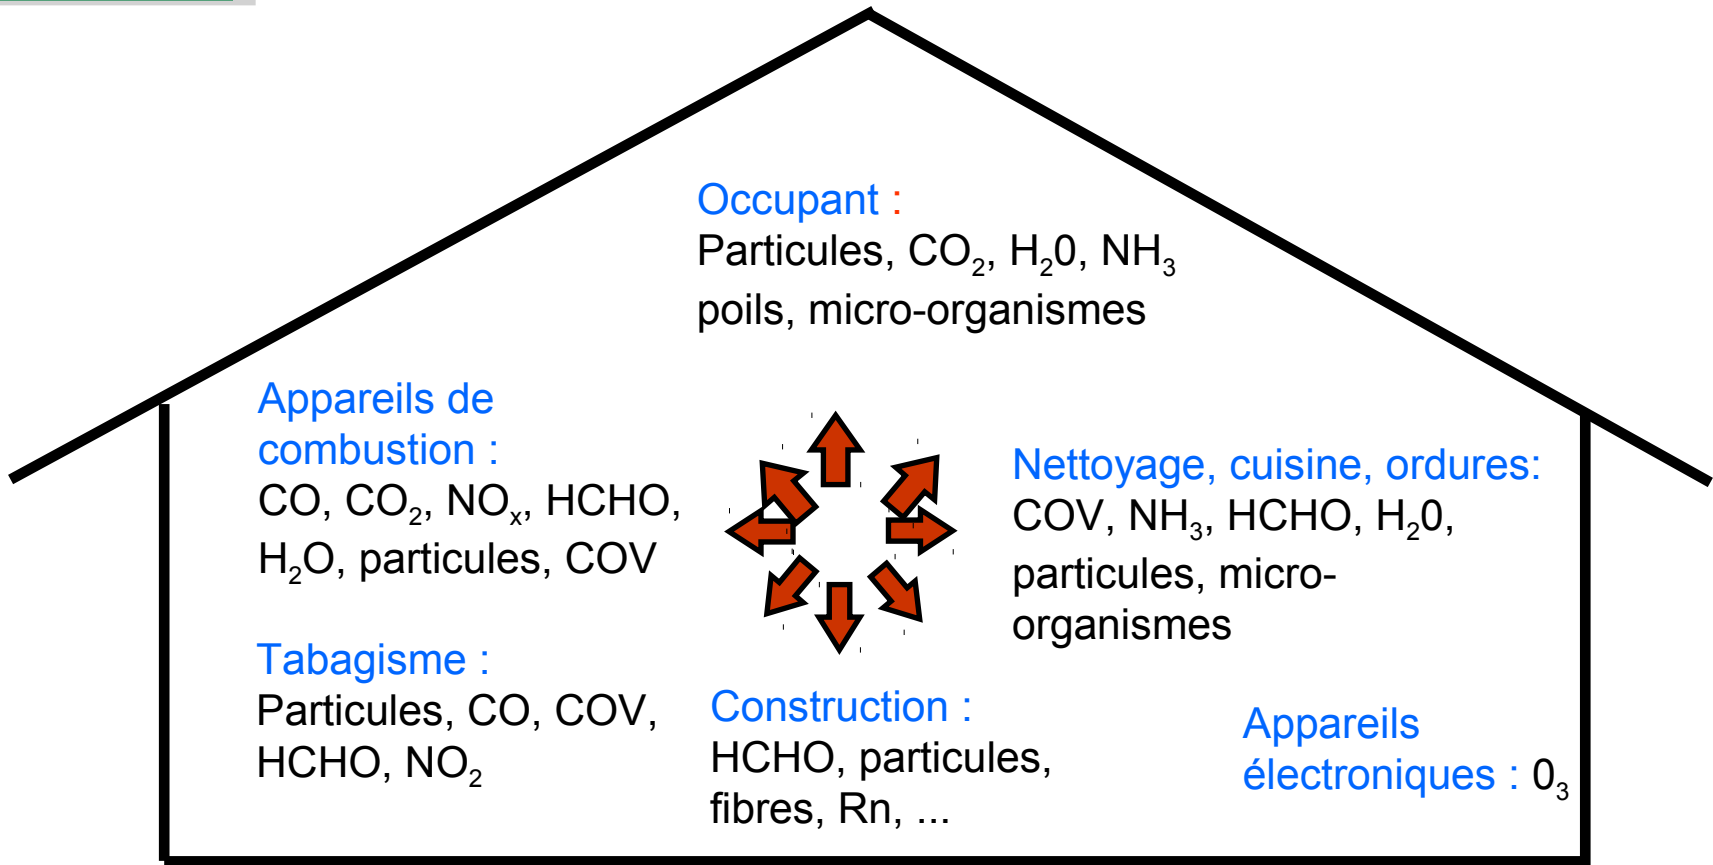 Occupant :
Particules, CO₂, H₂0, NH₃
poils, micro-organismes
Appareils de
combustion :
CO, CO₂, NOₓ, HCHO,
H₂O, particules, COV
Nettoyage, cuisine, ordures:
COV, NH₃, HCHO, H₂0,
particules, micro-
organismes
Tabagisme :
Particules, CO, COV,
HCHO, NO₂
Construction :
HCHO, particules,
fibres, Rn, ...
Appareils
électroniques : 0₃